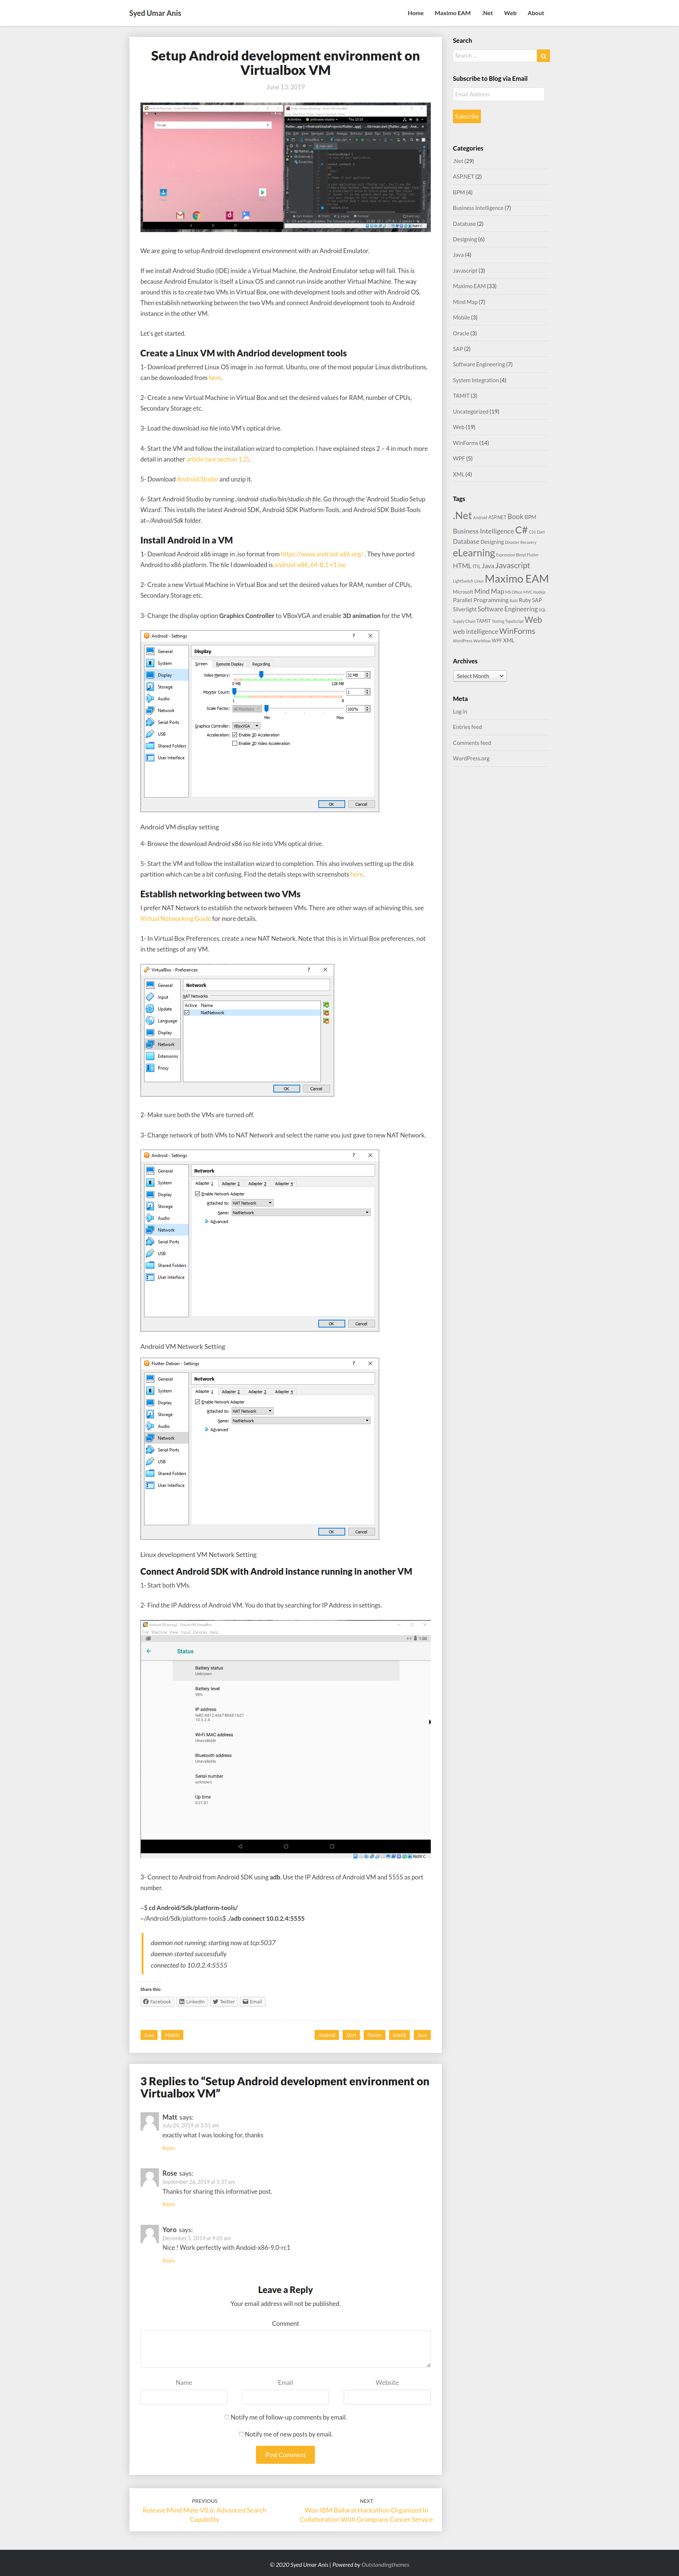 Syed Umar Anis
Home Maximo EAM .Net Web About
Setup Android development environment on
Virtualbox VM
June 13, 2019
We are going to setup Android development environment with an Android Emulator.
If we install Android Studio (IDE) inside a Virtual Machine, the Android Emulator setup will fail. This is
because Android Emulator is itself a Linux OS and cannot run inside another Virtual Machine. The way
around this is to create two VMs in Virtual Box, one with development tools and other with Android OS.
Then establish networking between the two VMs and connect Android development tools to Android
instance in the other VM.
Let's get started.
Create a Linux VM with Andriod development tools
1- Download preferred Linux OS image in .iso format. Ubuntu, one of the most popular Linux distributions,
can be downloaded from here.
2- Create a new Virtual Machine in Virtual Box and set the desired values for RAM, number of CPUs,
Secondary Storage etc.
3- Load the download iso file into VM's optical drive.
4- Start the VM and follow the installation wizard to completion. I have explained steps 2 – 4 in much more
detail in another article (see section 1.2).
5- Download Android Studio and unzip it.
6- Start Android Studio by running ./android-studio/bin/studio.sh file. Go through the 'Android Studio Setup
Wizard'. This installs the latest Android SDK, Android SDK Platform-Tools, and Android SDK Build-Tools
at~/Android/Sdk folder.
Install Android in a VM
1- Download Android x86 image in .iso format from https://www.android-x86.org/ . They have ported
Android to x86 platform. The file I downloaded is android-x86_64-8.1-r1.iso
2- Create a new Virtual Machine in Virtual Box and set the desired values for RAM, number of CPUs,
Secondary Storage etc.
3- Change the display option Graphics Controller to VBoxVGA and enable 3D animation for the VM.
Android - Settings
General
System
Display
Storage
Audio
Network
Serial Ports
USB
Shared Folders
User Interface
Display
Screen Remote Display Recording
Video Memory: 32 MB
0 MB 128 MB
Monitor Count: 1
1 8
Scale Factor: All Monitors 100%
Min Max
Graphics Controller: VBoxVGA
Acceleration: Enable 3D Acceleration
Enable 2D Video Acceleration
OK Cancel
Android VM display setting
4- Browse the download Android x86 iso file into VMs optical drive.
5- Start the VM and follow the installation wizard to completion. This also involves setting up the disk
partition which can be a bit confusing. Find the details steps with screenshots here.
Establish networking between two VMs
I prefer NAT Network to establish the network between VMs. There are other ways of achieving this, see
Virtual Networking Guide for more details.
1- In Virtual Box Preferences, create a new NAT Network. Note that this is in Virtual box preferences, not
in the settings of any VM.
VirtualBox - Preferences
General
Input
Update
Language
Display
Network
Extensions
Proxy
Network
NAT Networks
Active Name
NatNetwork
OK Cancel
2- Make sure both the VMs are turned off.
3- Change network of both VMs to NAT Network and select the name you just gave to new NAT Network.
Android - Settings
General
System
Display
Storage
Audio
Network
Serial Ports
USB
Shared Folders
User Interface
Network
Adapter 1 Adapter 2 Adapter 3 Adapter 4
Enable Network Adapter
Attached to: NAT Network
Name: NatNetwork
Advanced
OK Cancel
Android VM Network Setting
Flutter-Debian - Settings
General
System
Display
Storage
Audio
Network
Serial Ports
USB
Shared Folders
User Interface
Network
Adapter 1 Adapter 2 Adapter 3 Adapter 4
Enable Network Adapter
Attached to: NAT Network
Name: NatNetwork
Advanced
OK Cancel
Linux development VM Network Setting
Connect Android SDK with Android instance running in another VM
1- Start both VMs.
2- Find the IP Address of Android VM. You do that by searching for IP Address in settings.
File Machine View Input Devices Help
1:00
Status
Battery status
Unknown
Battery level
IP address
10.0.2.4
Wi-Fi MAC address
Unavailable
Bluetooth address
Unavailable
Serial number
unknown
Up time
3- Connect to Android from Android SDK using adb. Use the IP Address of Android VM and 5555 as port
number.
~$ cd Android/Sdk/platform-tools/
~/Android/Sdk/platform-tools$ ./adb connect 10.0.2.4:5555
daemon not running; starting now at tcp:5037
daemon started successfully
connected to 10.0.2.4:5555
Share this:
Facebook LinkedIn Twitter Email
Java Mobile
Android Dart Flutter Java
3 Replies to “Setup Android development environment on
Virtualbox VM”
Matt says:
July 24, 2019 at 3:51 am
exactly what I was looking for, thanks
Reply
Rose says:
September 26, 2019 at 5:37 am
Thanks for sharing this informative post.
Reply
Yoro says:
December 5, 2019 at 9:05 am
Nice ! Work perfectly with Andoid-x86-9.0-rc1
Reply
Leave a Reply
Your email address will not be published.
Comment
Name Email Website
Notify me of follow-up comments by email.
Notify me of new posts by email.
Post Comment
PREVIOUS
Release Mind Mate V0.6: Advanced Search
Capability
NEXT
Won IBM Ballarat Hackathon Organized In
Collaboration With Grampians Cancer Service
Search
Search …
Subscribe to Blog via Email
Email Address
Subscribe
Categories
.Net (29)
ASP.NET (2)
BPM (4)
Business Intelligence (7)
Database (2)
Designing (6)
Java (4)
Javascript (3)
Maximo EAM (33)
Mind Map (7)
Mobile (3)
Oracle (3)
SAP (2)
Software Engineering (7)
System Integration (4)
TAMIT (3)
Uncategorized (19)
Web (19)
WinForms (14)
WPF (5)
XML (4)
Tags
.Net Android ASP.NET Book BPM
Business Intelligence C# CSS Dart
Database Designing Disaster Recovery
eLearning Expression Blend Flutter
HTML ITIL Java Javascript
Lightswitch Linux Maximo EAM
Microsoft Mind Map MS Office MVC Nodejs
Parallel Programming Rails Ruby SAP
Silverlight Software Engineering SQL
Supply Chain TAMIT Testing TypeScript Web
web intelligence WinForms
WordPress Workflow WPF XML
Archives
Select Month
Meta
Log in
Entries feed
Comments feed
WordPress.org
© 2020 Syed Umar Anis | Powered by Outstandingthemes